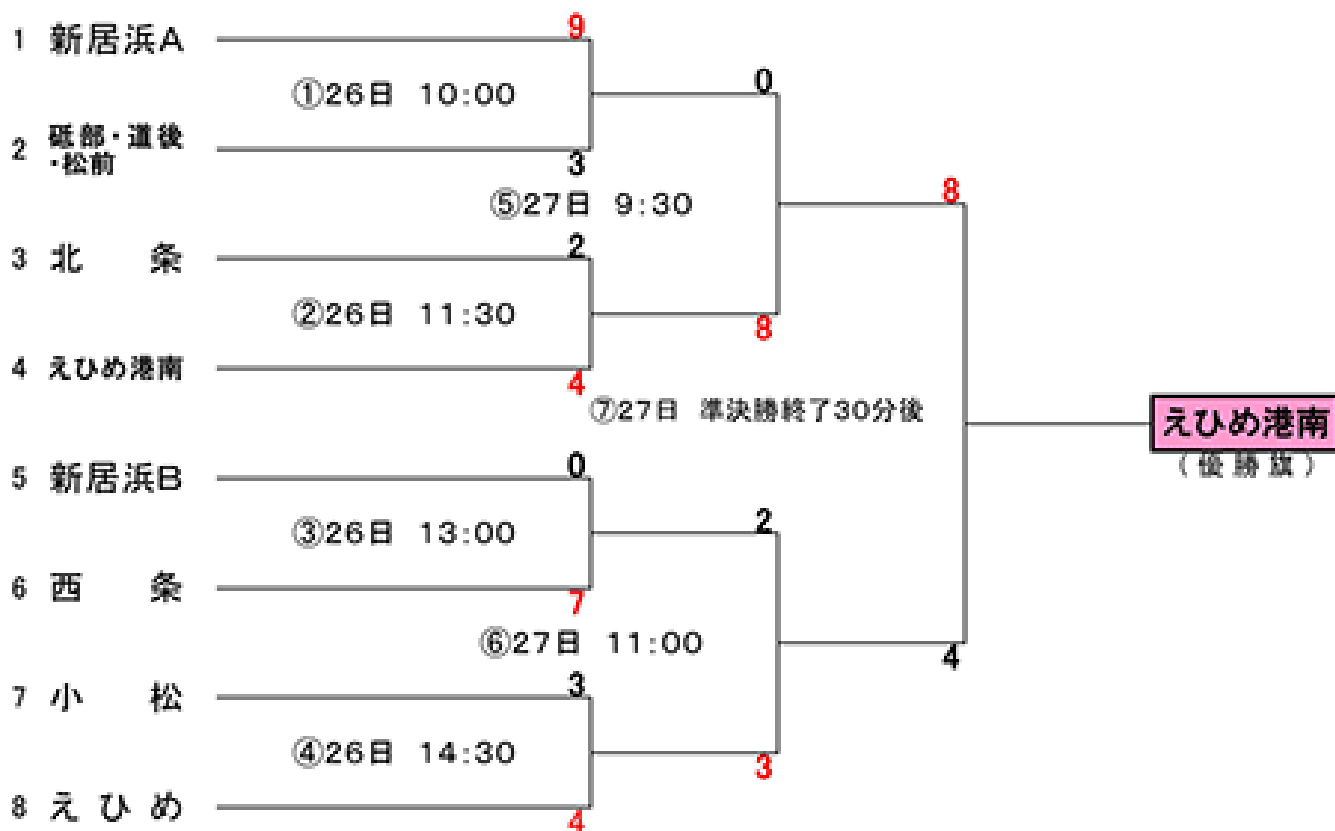 9
1 新居浜A
①26日 10:00
0
2 砥部・道後
・松前
3
⑤27日 9:30
8
2
3 北 条
②26日 11:30
8
4 えひめ港南
4
⑦27日 準決勝終了30分後
えひめ港南
(優勝旗)
0
5 新居浜B
③26日 13:00
2
6 西 条
7
⑥27日 11:00
4
3
7 小 松
④26日 14:30
3
8 えひめ
4